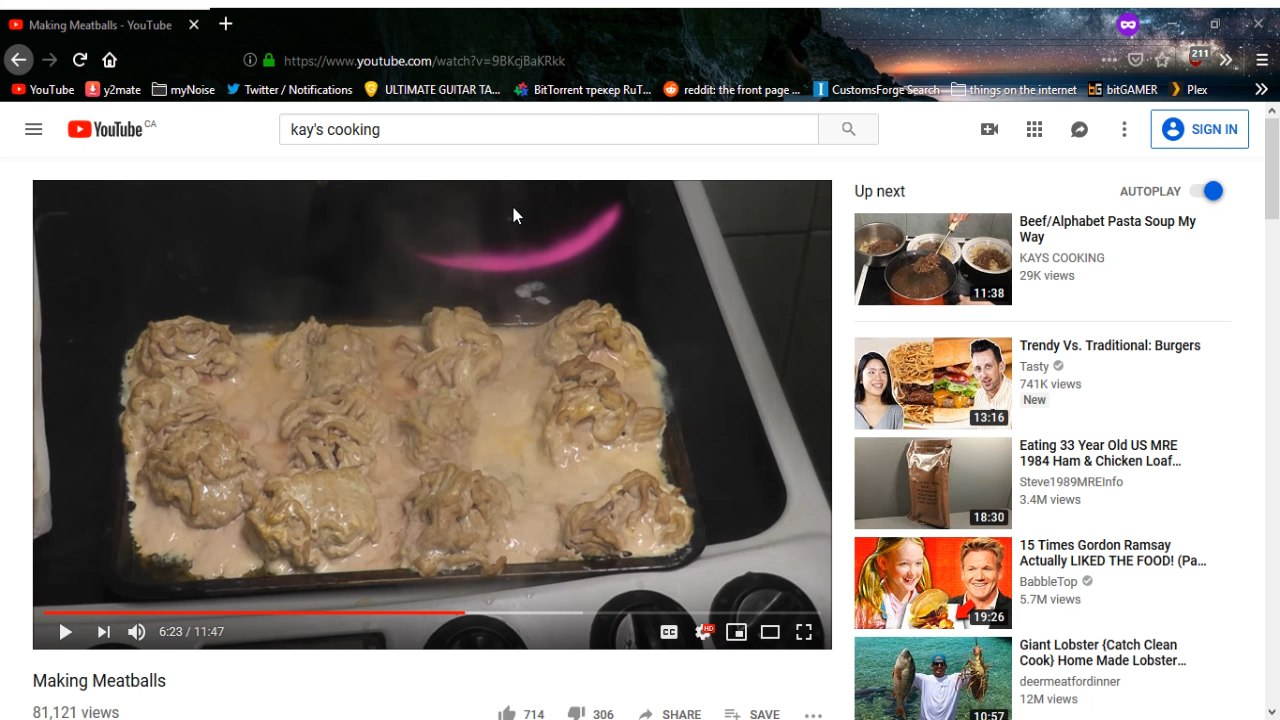 Making Meatballs - YouTube
https://www.youtube.com/watch?v=9BKcjBaKRkk
211
YouTube
y2mate
myNoise
Twitter / Notifications
ULTIMATE GUITAR TA...
BitTorrent трекер RuT...
reddit: the front page ...
CustomsForge Search
things on the internet
bitGAMER
Plex
YouTube CA
kay's cooking
SIGN IN
Up next
AUTOPLAY
Beef/Alphabet Pasta Soup My
Way
KAYS COOKING
29K views
11:38
Trendy Vs. Traditional: Burgers
Tasty
741K views
New
13:16
Eating 33 Year Old US MRE
1984 Ham & Chicken Loaf...
Steve1989MREInfo
3.4M views
18:30
15 Times Gordon Ramsay
Actually LIKED THE FOOD! (Pa...
BabbleTop
5.7M views
19:26
Giant Lobster {Catch Clean
Cook} Home Made Lobster...
deermeatfordinner
12M views
10:57
6:23 / 11:47
CC
HD
Making Meatballs
81,121 views
714
306
SHARE
SAVE